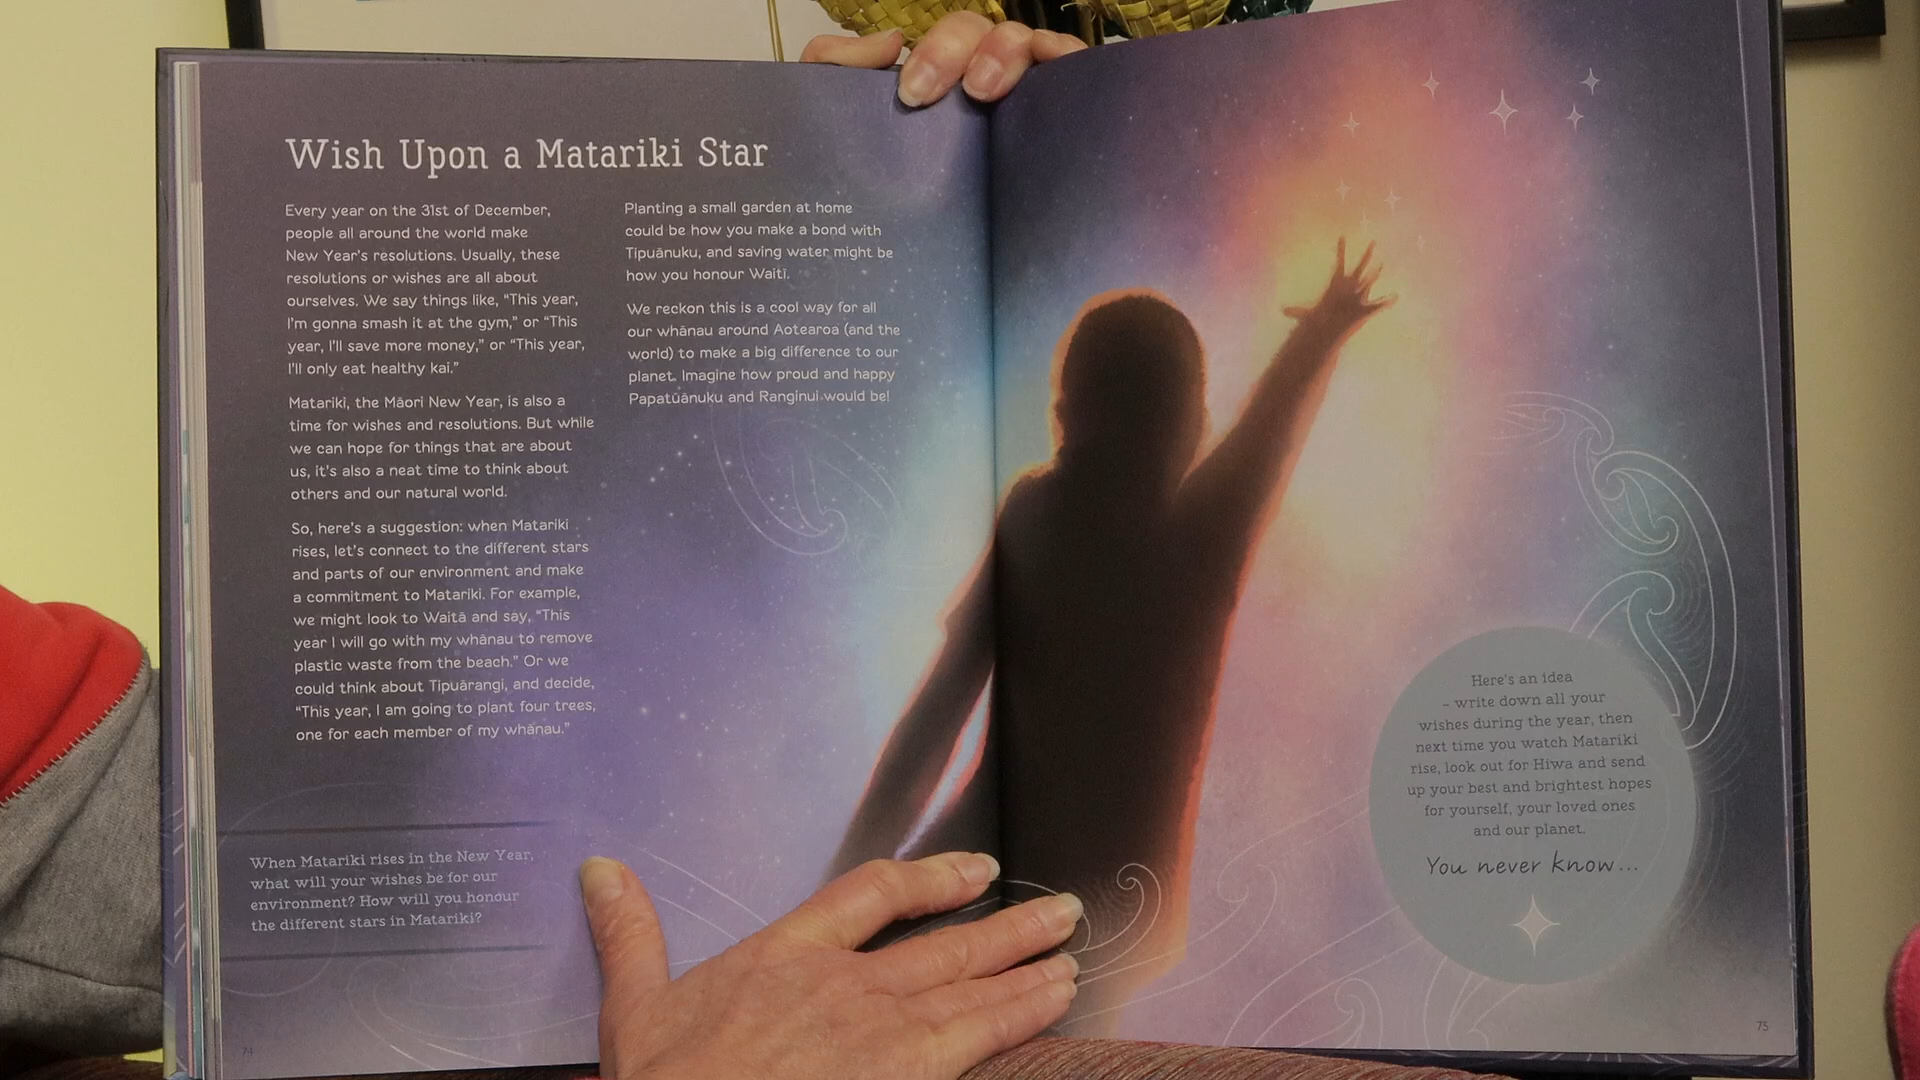 Wish Upon a Matariki Star
Every year on the 31st of December,
people all around the world make
New Year's resolutions. Usually, these
resolutions or wishes are all about
ourselves. We say things like, “This year,
I'm gonna smash it at the gym,” or “This
year, I'll save more money,” or “This year,
I'll only eat healthy kai.”
Matariki, the Māori New Year, is also a
time for wishes and resolutions. But while
we can hope for things that are about
us, it's also a neat time to think about
others and our natural world.
So, here's a suggestion: when Matariki
rises, let's connect to the different stars
and parts of our environment and make
a commitment to Matariki. For example,
we might look to Waitā and say, “This
year I will go with my whānau to remove
plastic waste from the beach.” Or we
could think about Tipuārangi, and decide,
“This year, I am going to plant four trees,
one for each member of my whānau.”
Planting a small garden at home
could be how you make a bond with
Tipuānuku, and saving water might be
how you honour Waitī.
We reckon this is a cool way for all
our whānau around Aotearoa (and the
world) to make a big difference to our
planet. Imagine how proud and happy
Papatūānuku and Ranginui would be!
When Matariki rises in the New Year,
what will your wishes be for our
environment? How will you honour
the different stars in Matariki?
74
Here's an idea
– write down all your
wishes during the year, then
next time you watch Matariki
rise, look out for Hiwa and send
up your best and brightest hopes
for yourself, your loved ones
and our planet.
You never know...
75